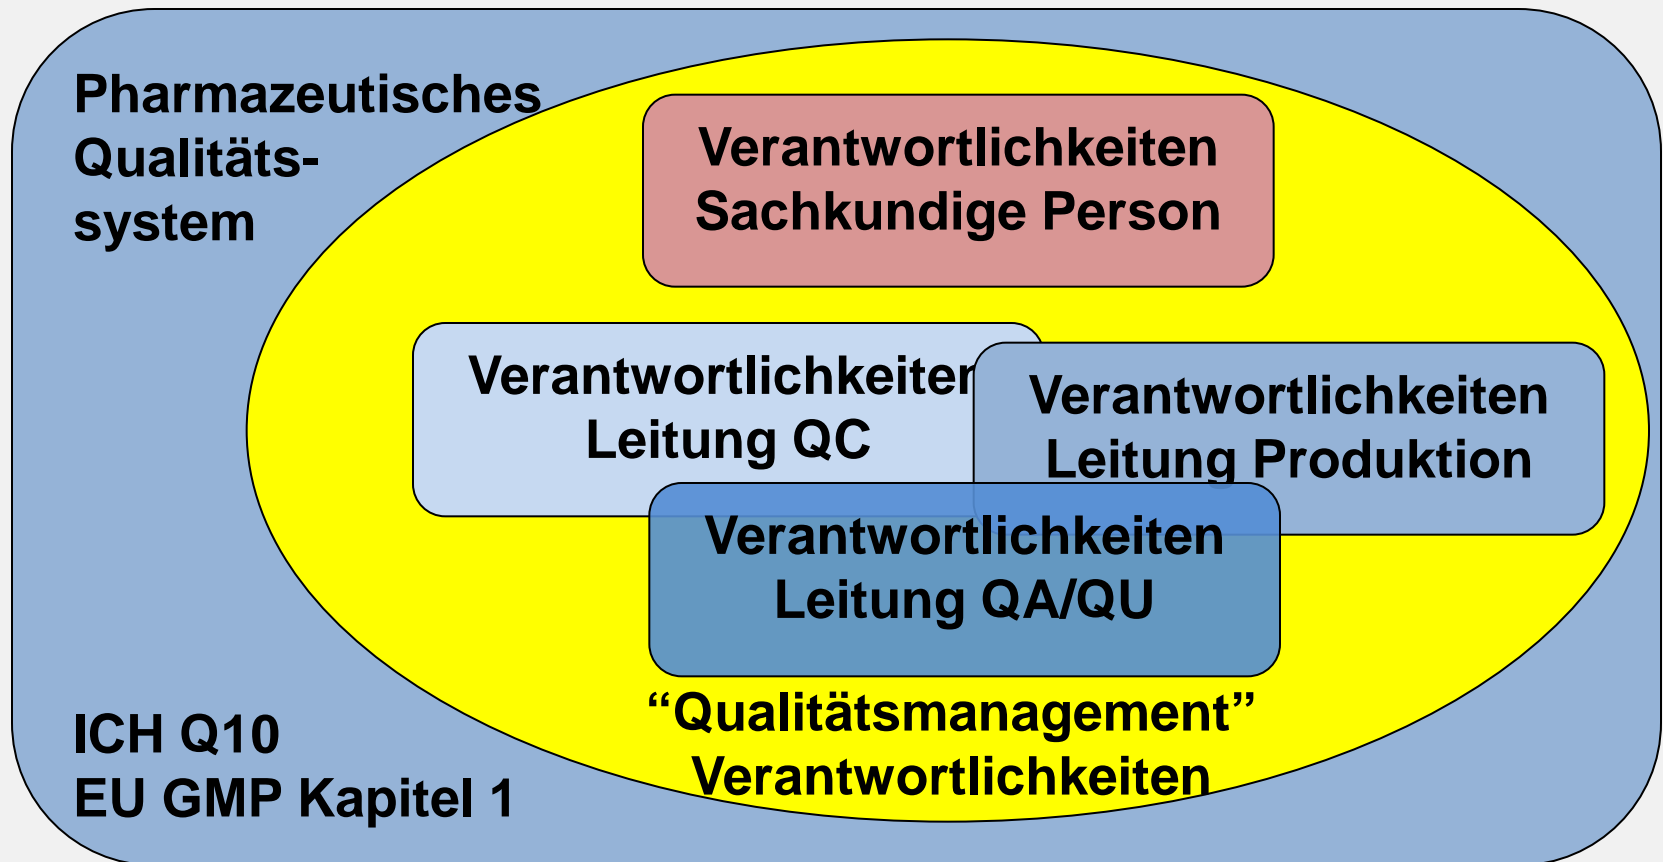 Pharmazeutisches
Qualitäts-
system
Verantwortlichkeiten
Sachkundige Person
Verantwortlichkeiten
Leitung QC
Verantwortlichkeiten
Leitung Produktion
Verantwortlichkeiten
Leitung QA/QU
“Qualitätsmanagement”
Verantwortlichkeiten
ICH Q10
EU GMP Kapitel 1